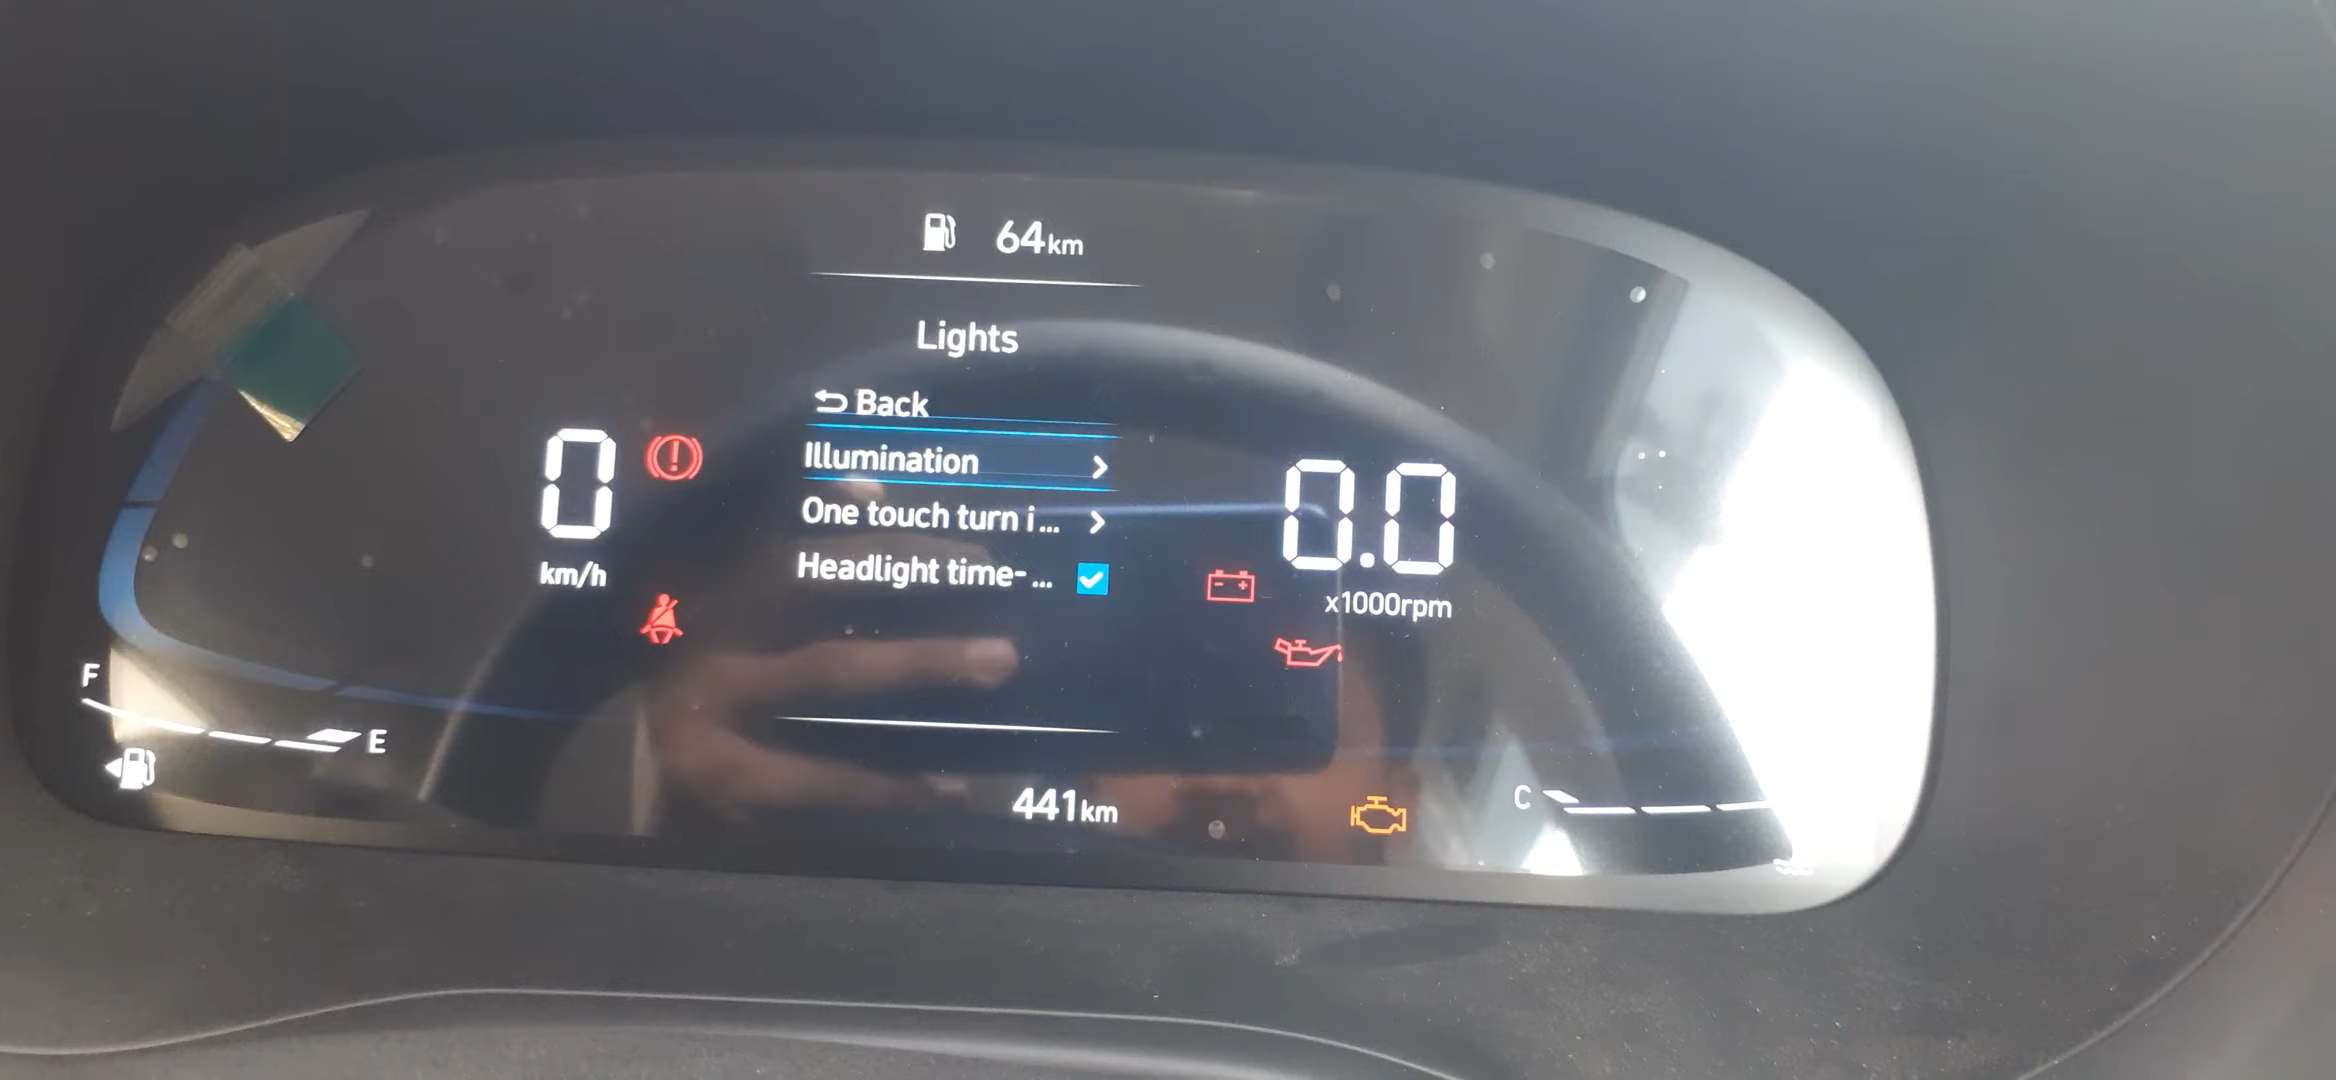 64km
Lights
Back
Illumination
One touch turn i...
Headlight time-...
0
km/h
0.0
x1000rpm
F
E
441km
C